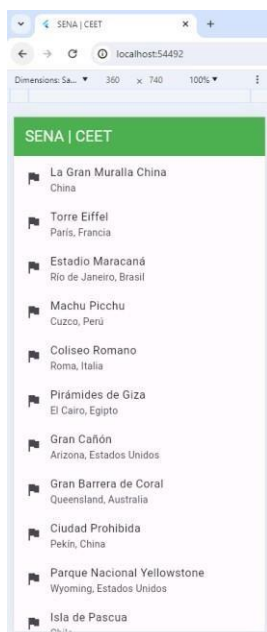 SENA | CEET
localhost:54492
Dimensions: Sa... 360 x 740 100%
SENA | CEET
La Gran Muralla China
China
Torre Eiffel
París, Francia
Estadio Maracaná
Río de Janeiro, Brasil
Machu Picchu
Cuzco, Perú
Coliseo Romano
Roma, Italia
Pirámides de Giza
El Cairo, Egipto
Gran Cañón
Arizona, Estados Unidos
Gran Barrera de Coral
Queensland, Australia
Ciudad Prohibida
Pekín, China
Parque Nacional Yellowstone
Wyoming, Estados Unidos
Isla de Pascua
Chile